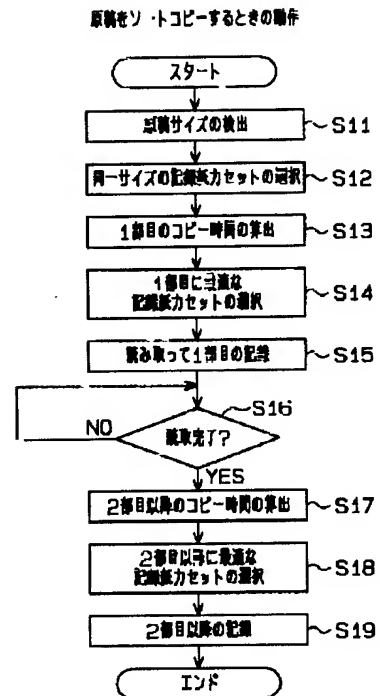 原稿をソートコピーするときの動作
スタート
原稿サイズの検出 S11
同一サイズの記録紙カセットの選択 S12
1部目のコピー時間の算出 S13
1部目に最適な
記録紙カセットの選択 S14
読み取って1部目の記録 S15
S16
NO 読取完了?
YES
2部目以降のコピー時間の算出 S17
2部目以降に最適な
記録紙カセットの選択 S18
2部目以降の記録 S19
エンド